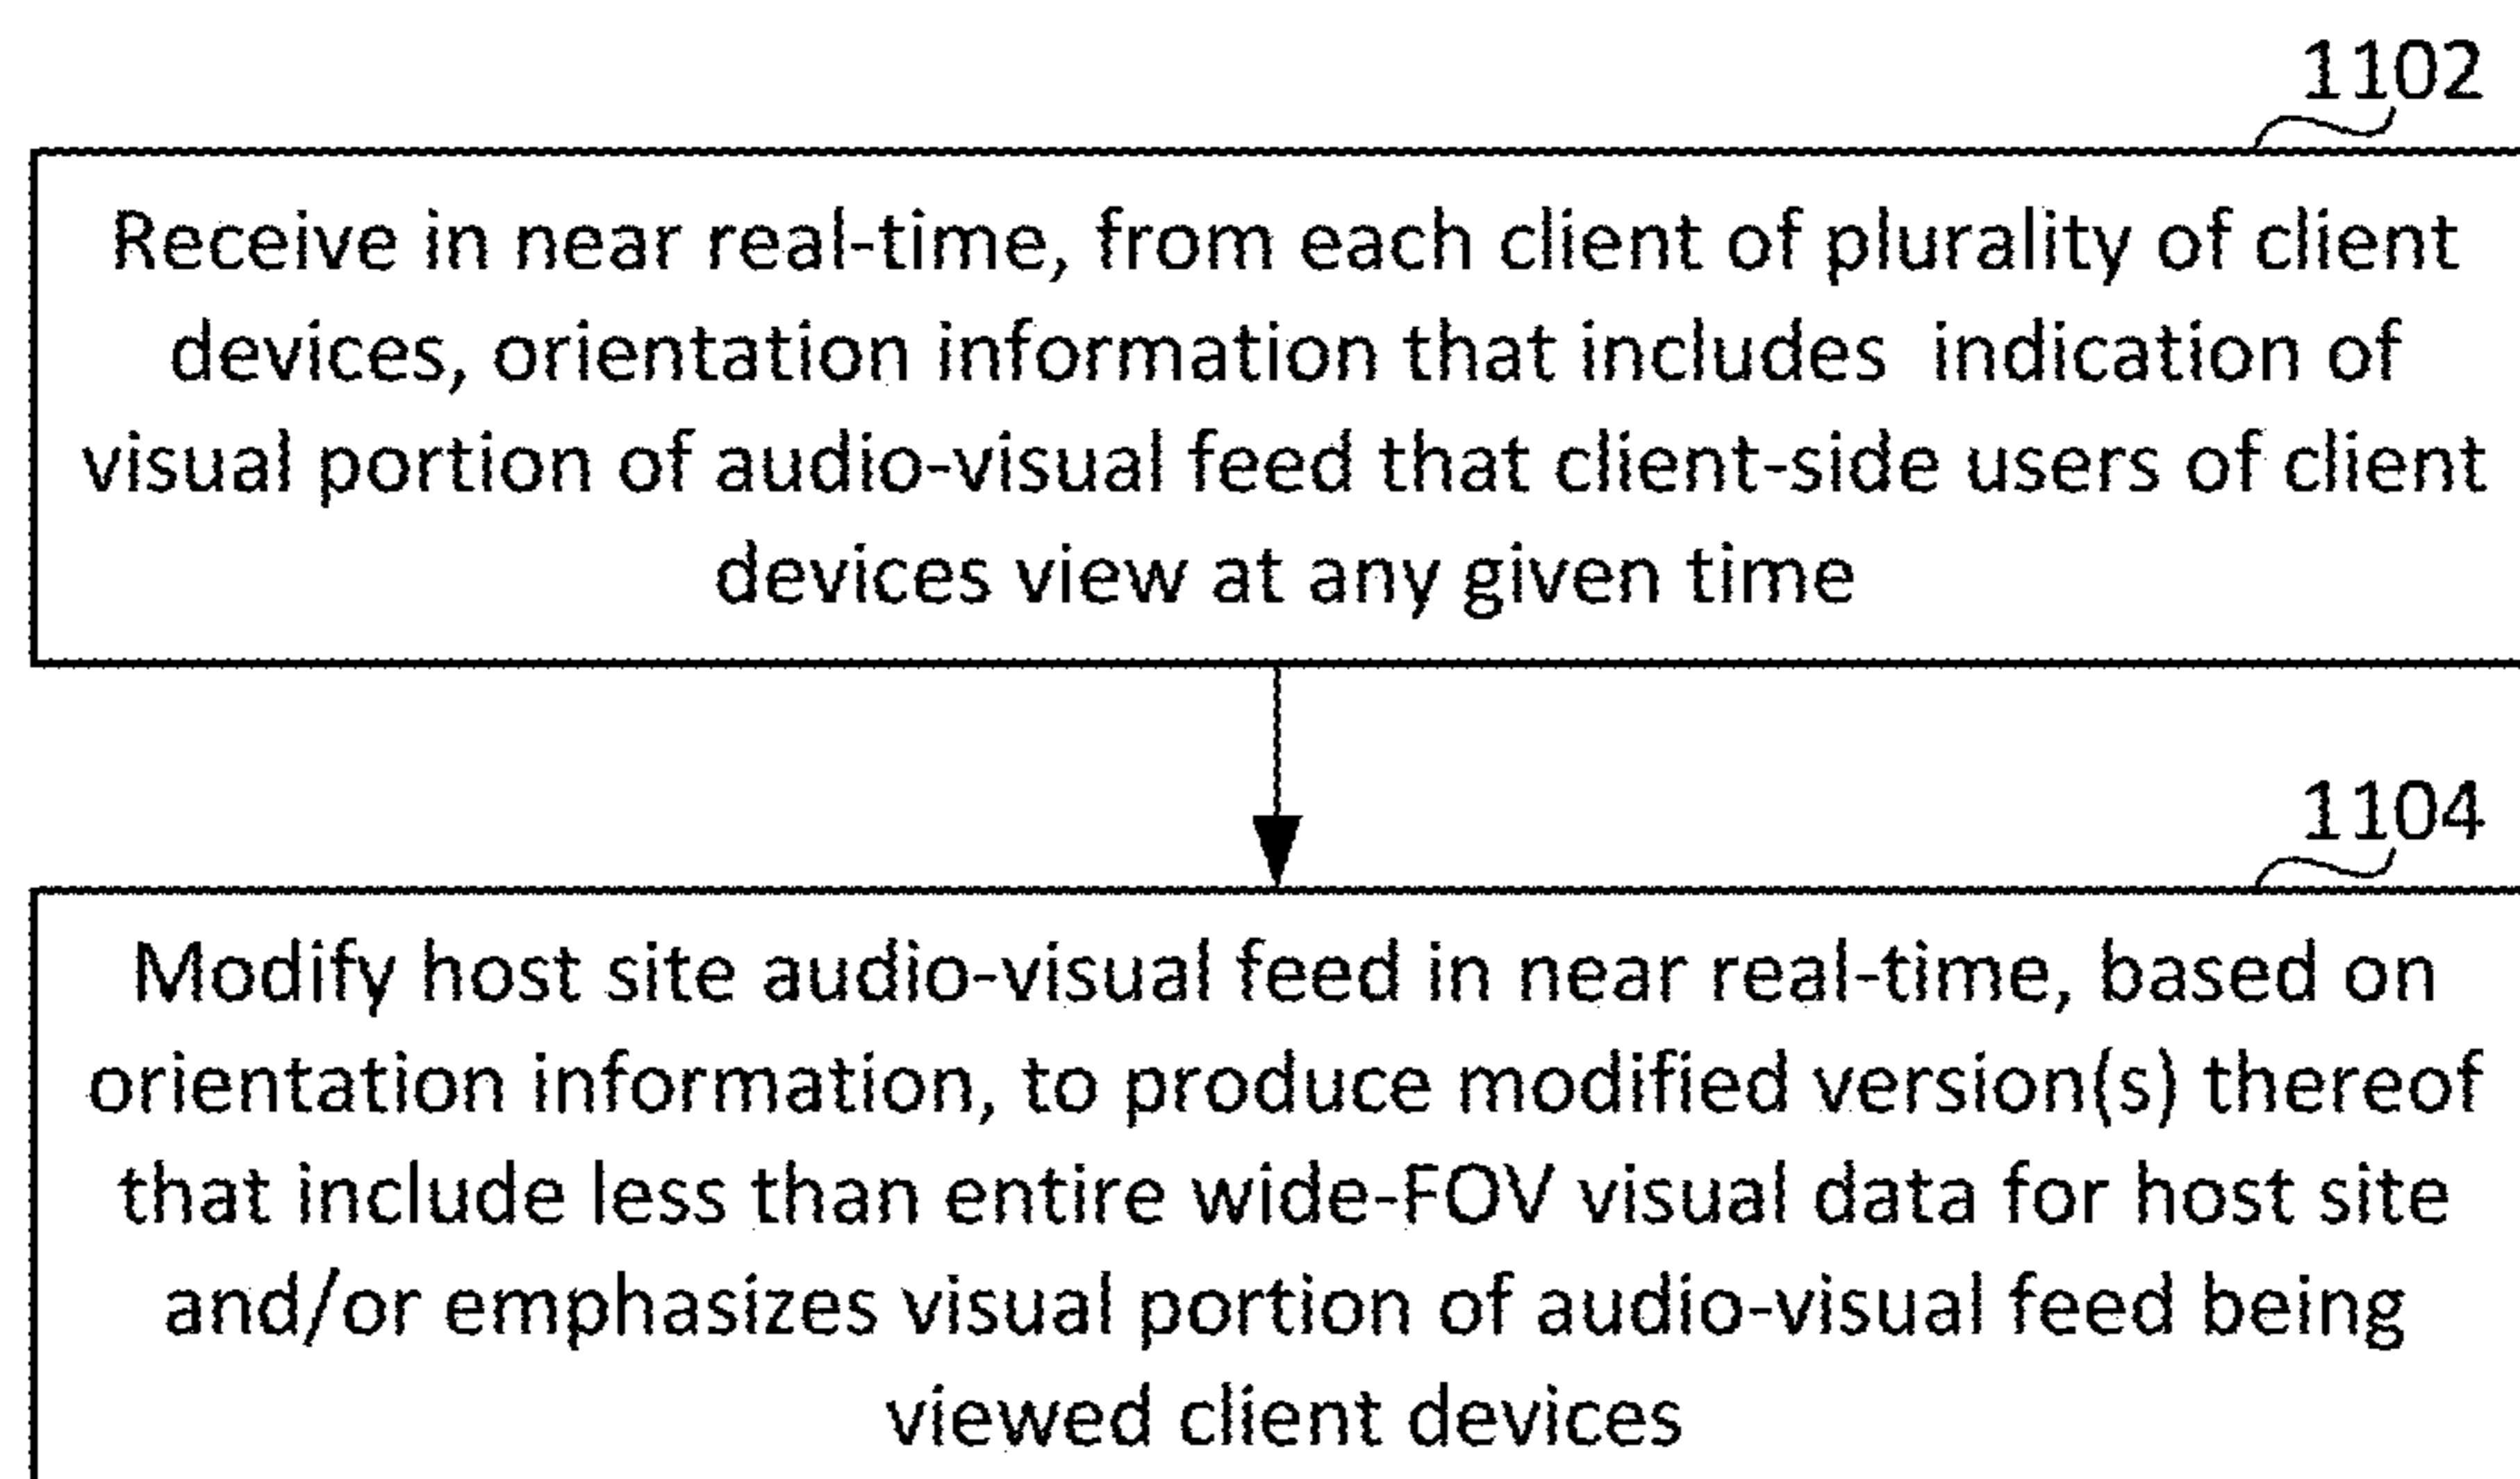 1102
Receive in near real-time, from each client of plurality of client
devices, orientation information that includes indication of
visual portion of audio-visual feed that client-side users of client
devices view at any given time
1104
Modify host site audio-visual feed in near real-time, based on
orientation information, to produce modified version(s) thereof
that include less than entire wide-FOV visual data for host site
and/or emphasizes visual portion of audio-visual feed being
viewed client devices